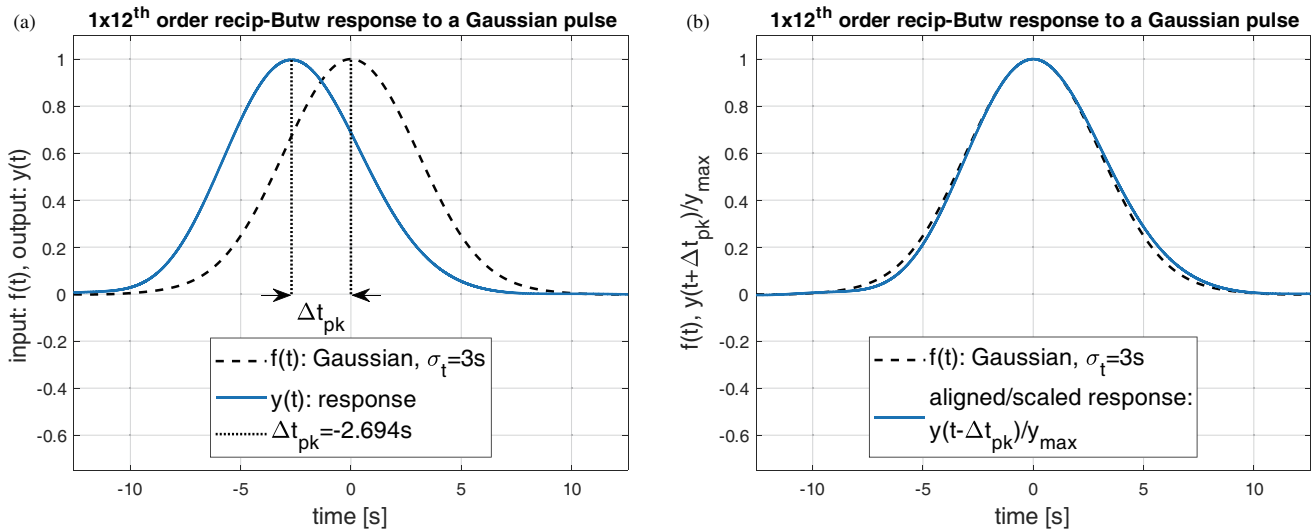 (a)
1x12th order recip-Butw response to a Gaussian pulse
input: f(t), output: y(t)
1
0.8
0.6
0.4
0.2
0
-0.2
-0.4
-0.6
Δtpk
f(t): Gaussian, σt=3s
y(t): response
Δtpk=-2.694s
-10
-5
0
5
10
time [s]
(b)
1x12th order recip-Butw response to a Gaussian pulse
f(t), y(t+Δtpk)/ymax
1
0.8
0.6
0.4
0.2
0
-0.2
-0.4
-0.6
f(t): Gaussian, σt=3s
aligned/scaled response:
y(t-Δtpk)/ymax
-10
-5
0
5
10
time [s]